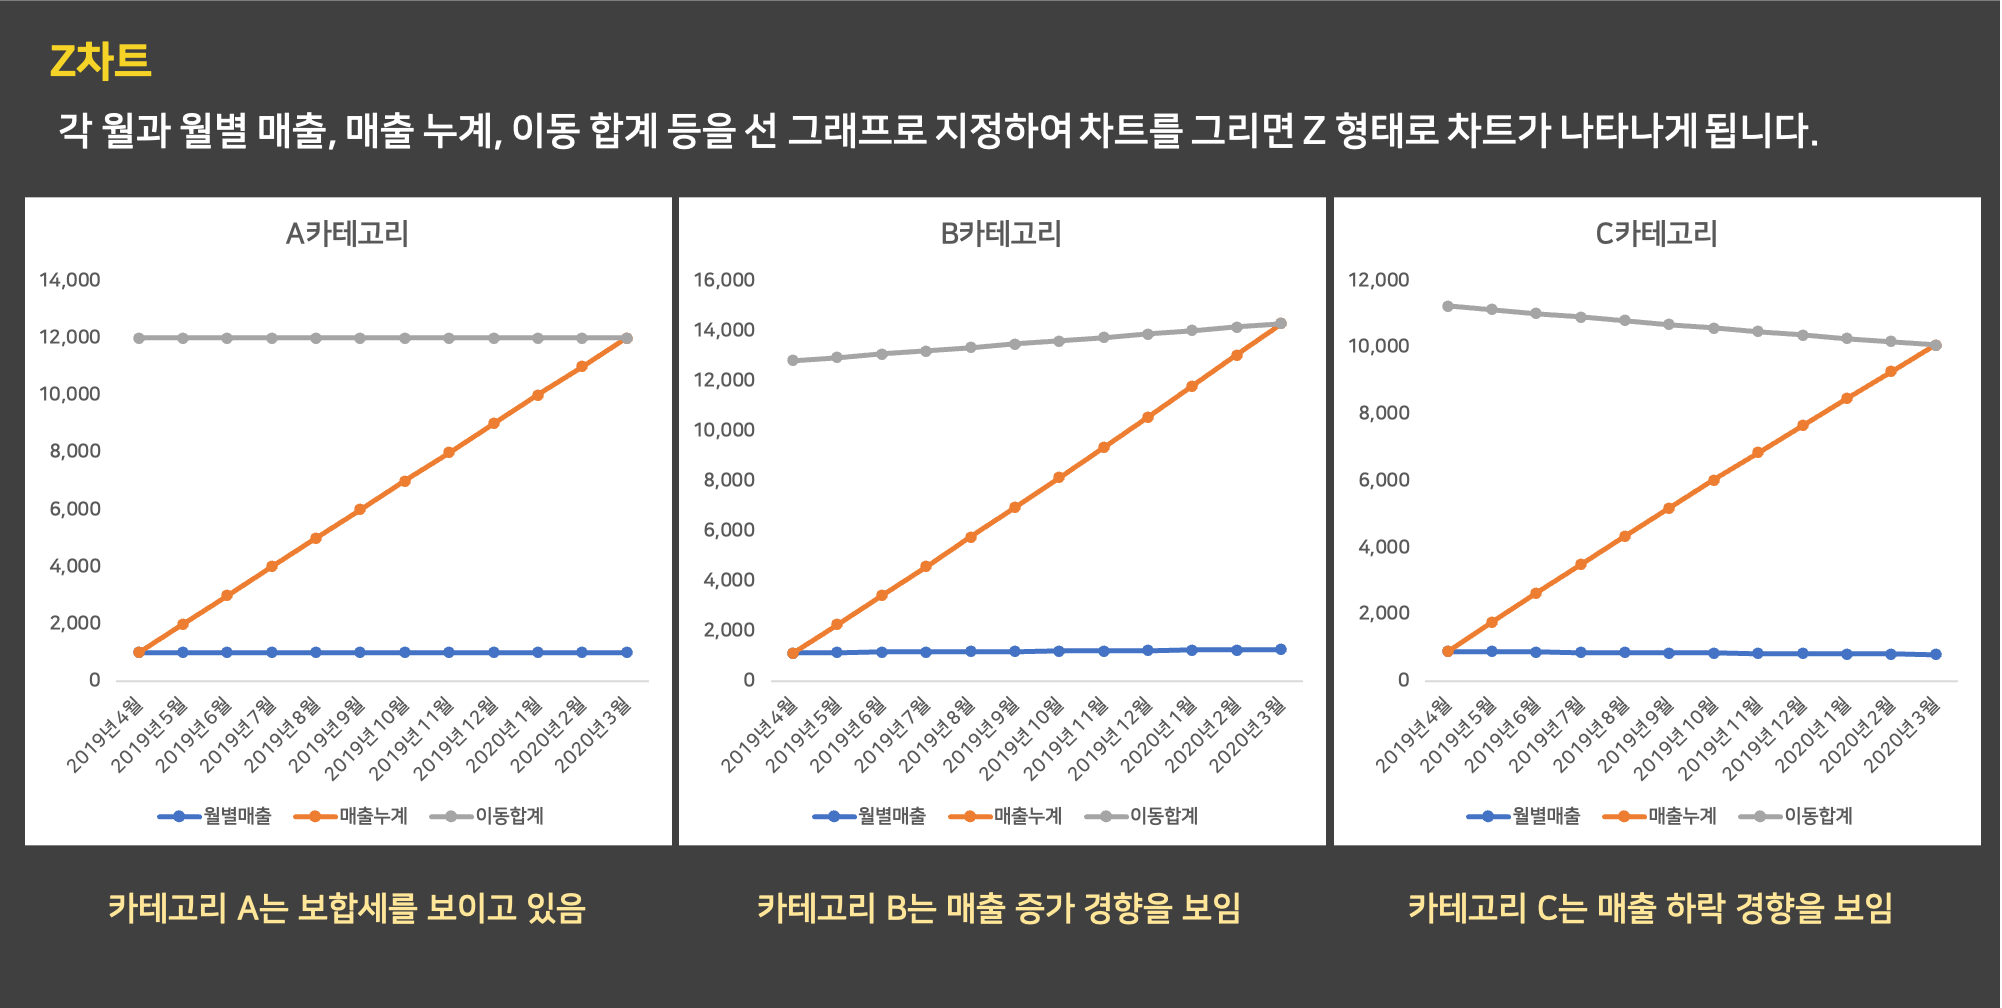 Z차트
각 월과 월별 매출, 매출 누계, 이동 합계 등을 선 그래프로 지정하여 차트를 그리면 Z 형태로 차트가 나타나게 됩니다.
A카테고리
14,000
12,000
10,000
8,000
6,000
4,000
2,000
0
2019년4월
2019년5월
2019년6월
2019년7월
2019년8월
2019년9월
2019년10월
2019년11월
2019년12월
2020년1월
2020년2월
2020년3월
월별매출 매출누계 이동합계
B카테고리
16,000
14,000
12,000
10,000
8,000
6,000
4,000
2,000
0
2019년4월
2019년5월
2019년6월
2019년7월
2019년8월
2019년9월
2019년10월
2019년11월
2019년12월
2020년1월
2020년2월
2020년3월
월별매출 매출누계 이동합계
C카테고리
12,000
10,000
8,000
6,000
4,000
2,000
0
2019년4월
2019년5월
2019년6월
2019년7월
2019년8월
2019년9월
2019년10월
2019년11월
2019년12월
2020년1월
2020년2월
2020년3월
월별매출 매출누계 이동합계
카테고리 A는 보합세를 보이고 있음
카테고리 B는 매출 증가 경향을 보임
카테고리 C는 매출 하락 경향을 보임